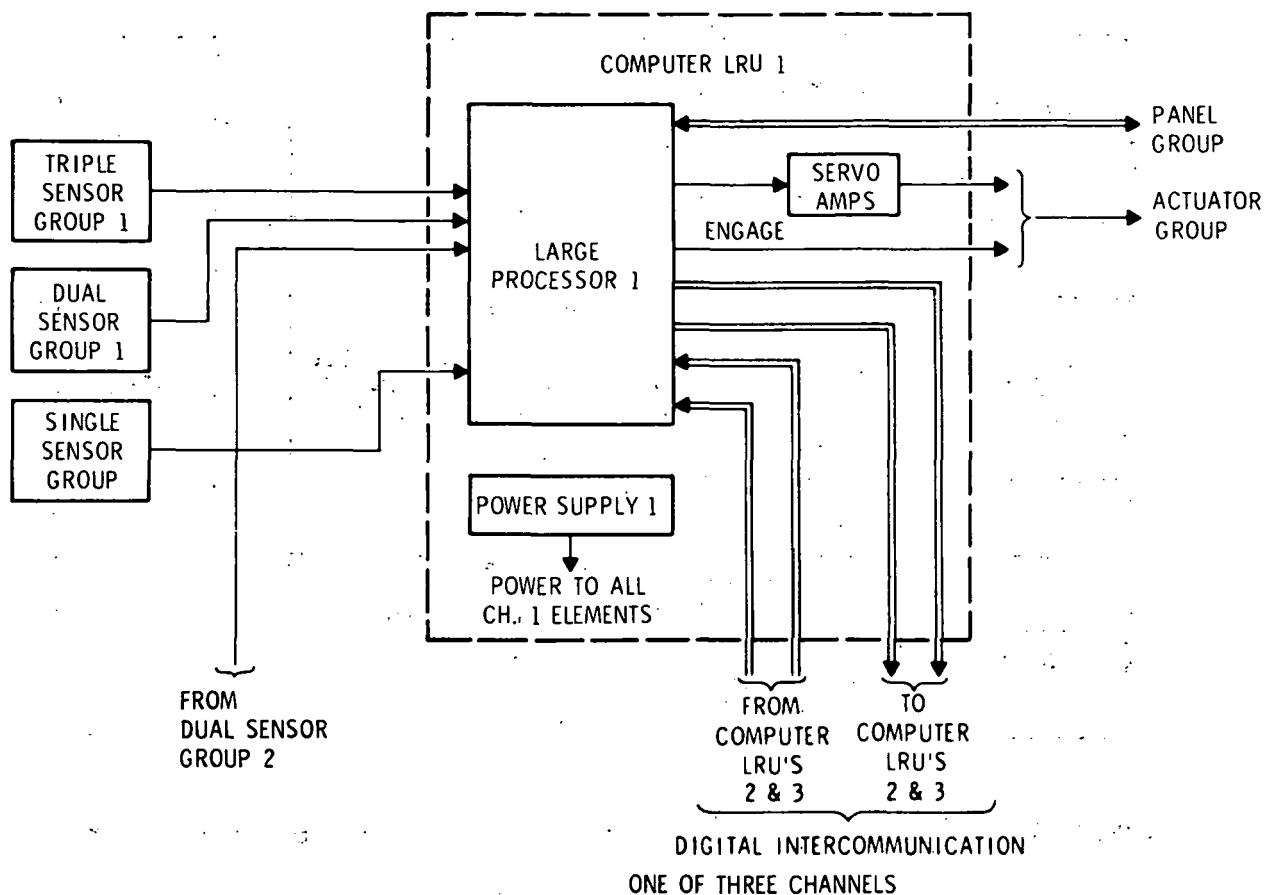 COMPUTER LRU 1
TRIPLE
SENSOR
GROUP 1
DUAL
SENSOR
GROUP 1
SINGLE
SENSOR
GROUP
LARGE
PROCESSOR 1
SERVO
AMPS
ENGAGE
PANEL
GROUP
ACTUATOR
GROUP
POWER SUPPLY 1
POWER TO ALL
CH. 1 ELEMENTS
FROM
DUAL SENSOR
GROUP 2
FROM
COMPUTER
LRU'S
2 & 3
TO
COMPUTER
LRU'S
2 & 3
DIGITAL INTERCOMMUNICATION
ONE OF THREE CHANNELS